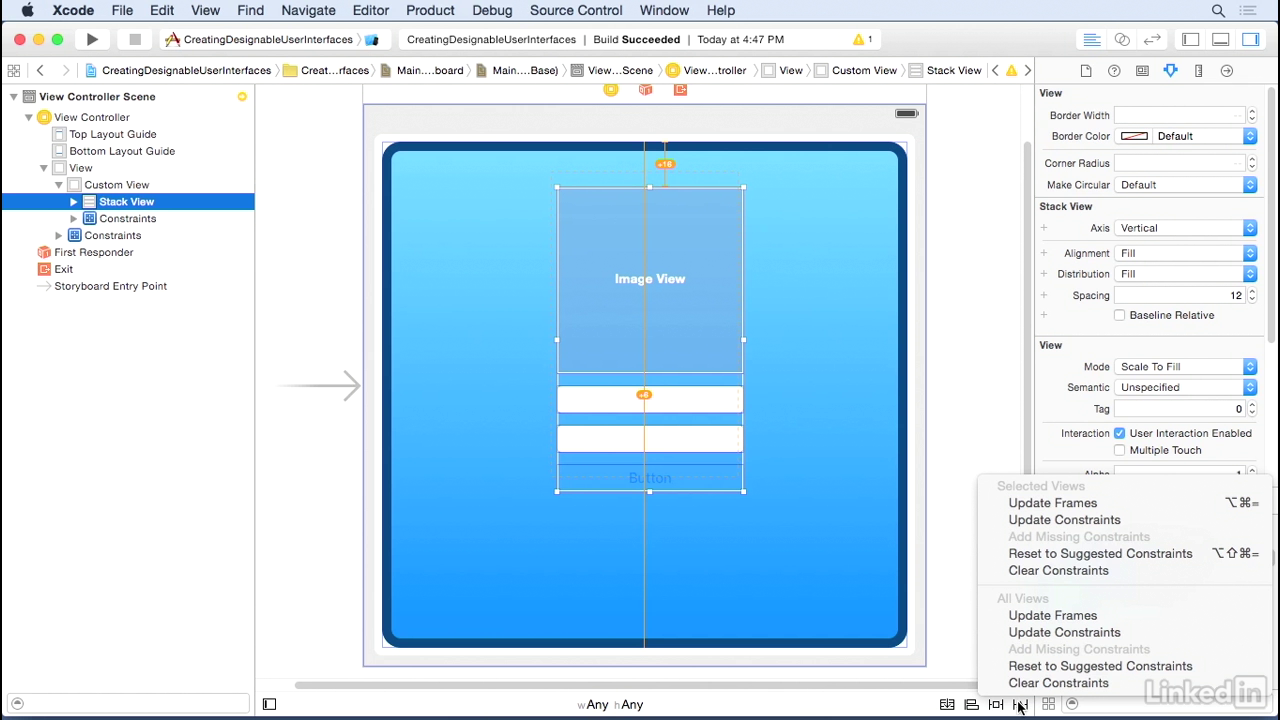 Xcode File Edit View Find Navigate Editor Product Debug Source Control Window Help
CreatingDesignableUserInterfaces CreatingDesignableUserInterfaces | Build Succeeded | Today at 4:47 PM 1
CreatingDesignableUserInterfaces Creat...rfaces Main....board Main....Base) View...Scene View...troller View Custom View Stack View
View Controller Scene
View Controller
Top Layout Guide
Bottom Layout Guide
View
Custom View
Stack View
Constraints
Constraints
First Responder
Exit
Storyboard Entry Point
+16
Image View
+6
Button
wAny hAny
View
Border Width
Border Color Default
Corner Radius
Make Circular Default
Stack View
Axis Vertical
Alignment Fill
Distribution Fill
Spacing 12
Baseline Relative
View
Mode Scale To Fill
Semantic Unspecified
Tag 0
Interaction User Interaction Enabled
Multiple Touch
Selected Views
Update Frames ⌥⌘=
Update Constraints
Add Missing Constraints
Reset to Suggested Constraints ⌥⇧⌘=
Clear Constraints
All Views
Update Frames
Update Constraints
Add Missing Constraints
Reset to Suggested Constraints
Clear Constraints
Linked in